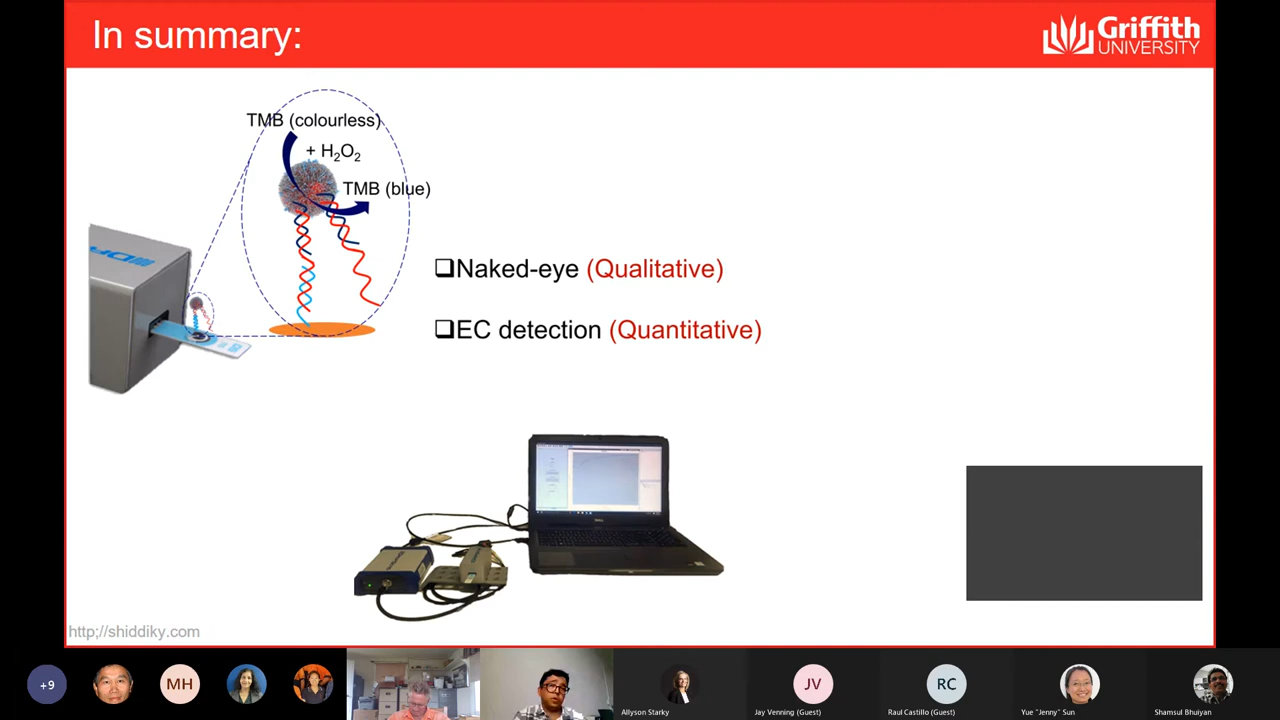 In summary:
Griffith
UNIVERSITY
TMB (colourless)
+ H₂O₂
TMB (blue)
❑Naked-eye (Qualitative)
❑EC detection (Quantitative)
http;//shiddiky.com
+9
MH
JV
RC
Allyson Starky
Jay Venning (Guest)
Raul Castillo (Guest)
Yue "Jenny" Sun
Shamsul Bhuiyan